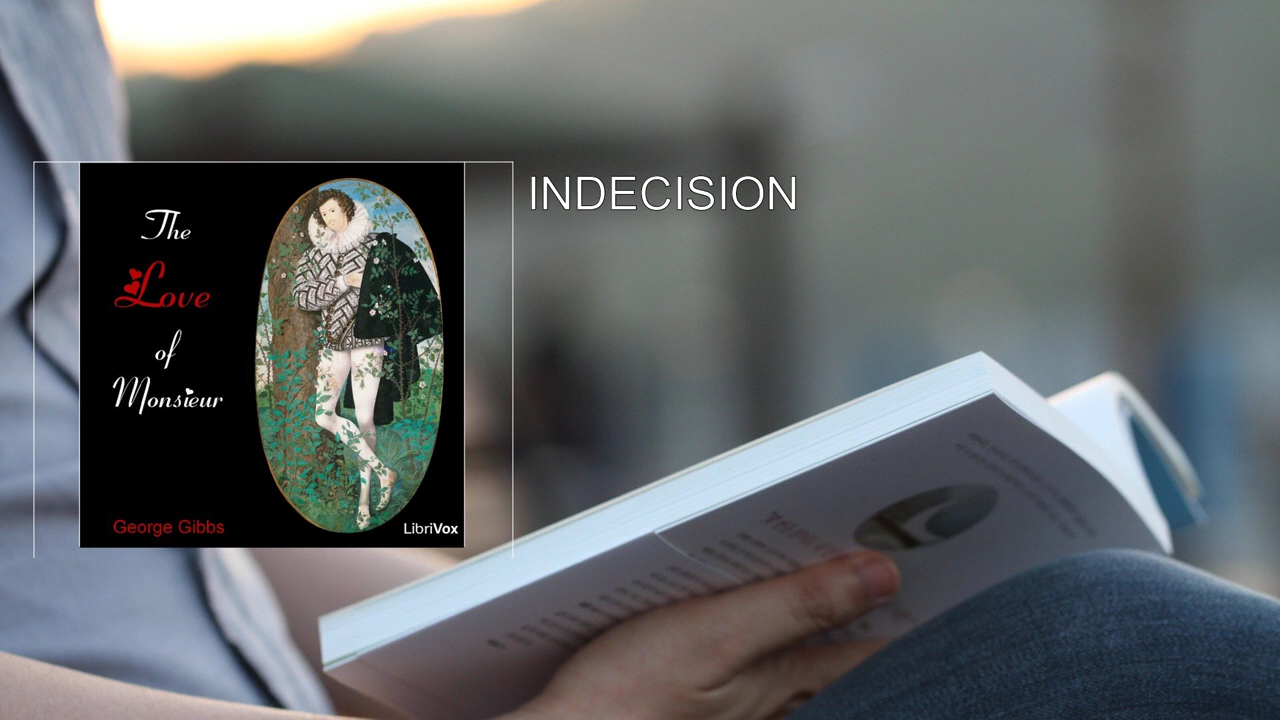 The
Love
of
Monsieur
George Gibbs
LibriVox
INDECISION